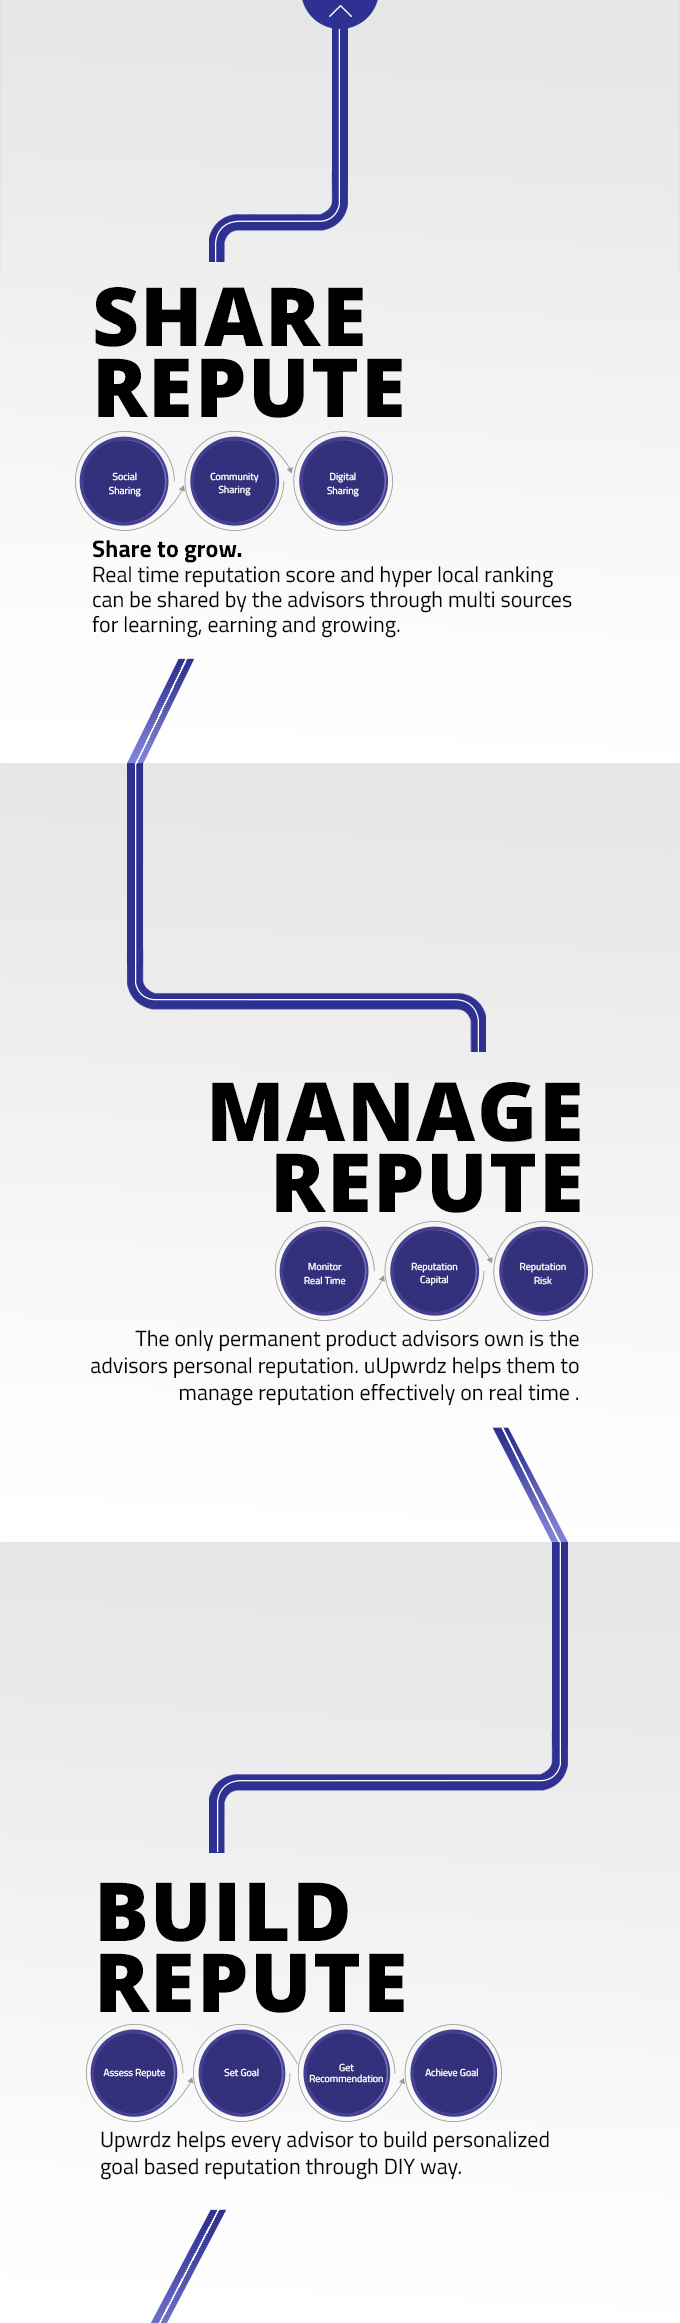 SHARE
REPUTE
Social
Sharing
Community
Sharing
Digital
Sharing
Share to grow.
Real time reputation score and hyper local ranking
can be shared by the advisors through multi sources
for learning, earning and growing.
MANAGE
REPUTE
Monitor
Real Time
Reputation
Capital
Reputation
Risk
The only permanent product advisors own is the
advisors personal reputation. uUpwrdz helps them to
manage reputation effectively on real time .
BUILD
REPUTE
Assess Repute
Set Goal
Get
Recommendation
Achieve Goal
Upwrdz helps every advisor to build personalized
goal based reputation through DIY way.